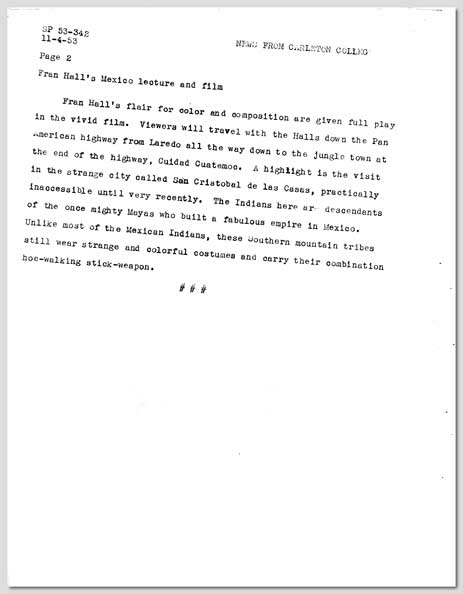 SP 53-342
11-4-53
NEWS FROM CARLETON COLLEG
Page 2
Fran Hall's Mexico lecture and film
Fran Hall's flair for color and composition are given full play
in the vivid film. Viewers will travel with the Halls down the Pan
American highway from Laredo all the way down to the jungle town at
the end of the highway, Cuidad Cuatemoc. A highlight is the visit
in the strange city called San Cristobal de las Casas, practically
inaccessible until very recently. The Indians here ar- descendants
of the once mighty Mayas who built a fabulous empire in Mexico.
Unlike most of the Mexican Indians, these Southern mountain tribes
still wear strange and colorful costumes and carry their combination
hoe-walking stick-weapon.
# # #